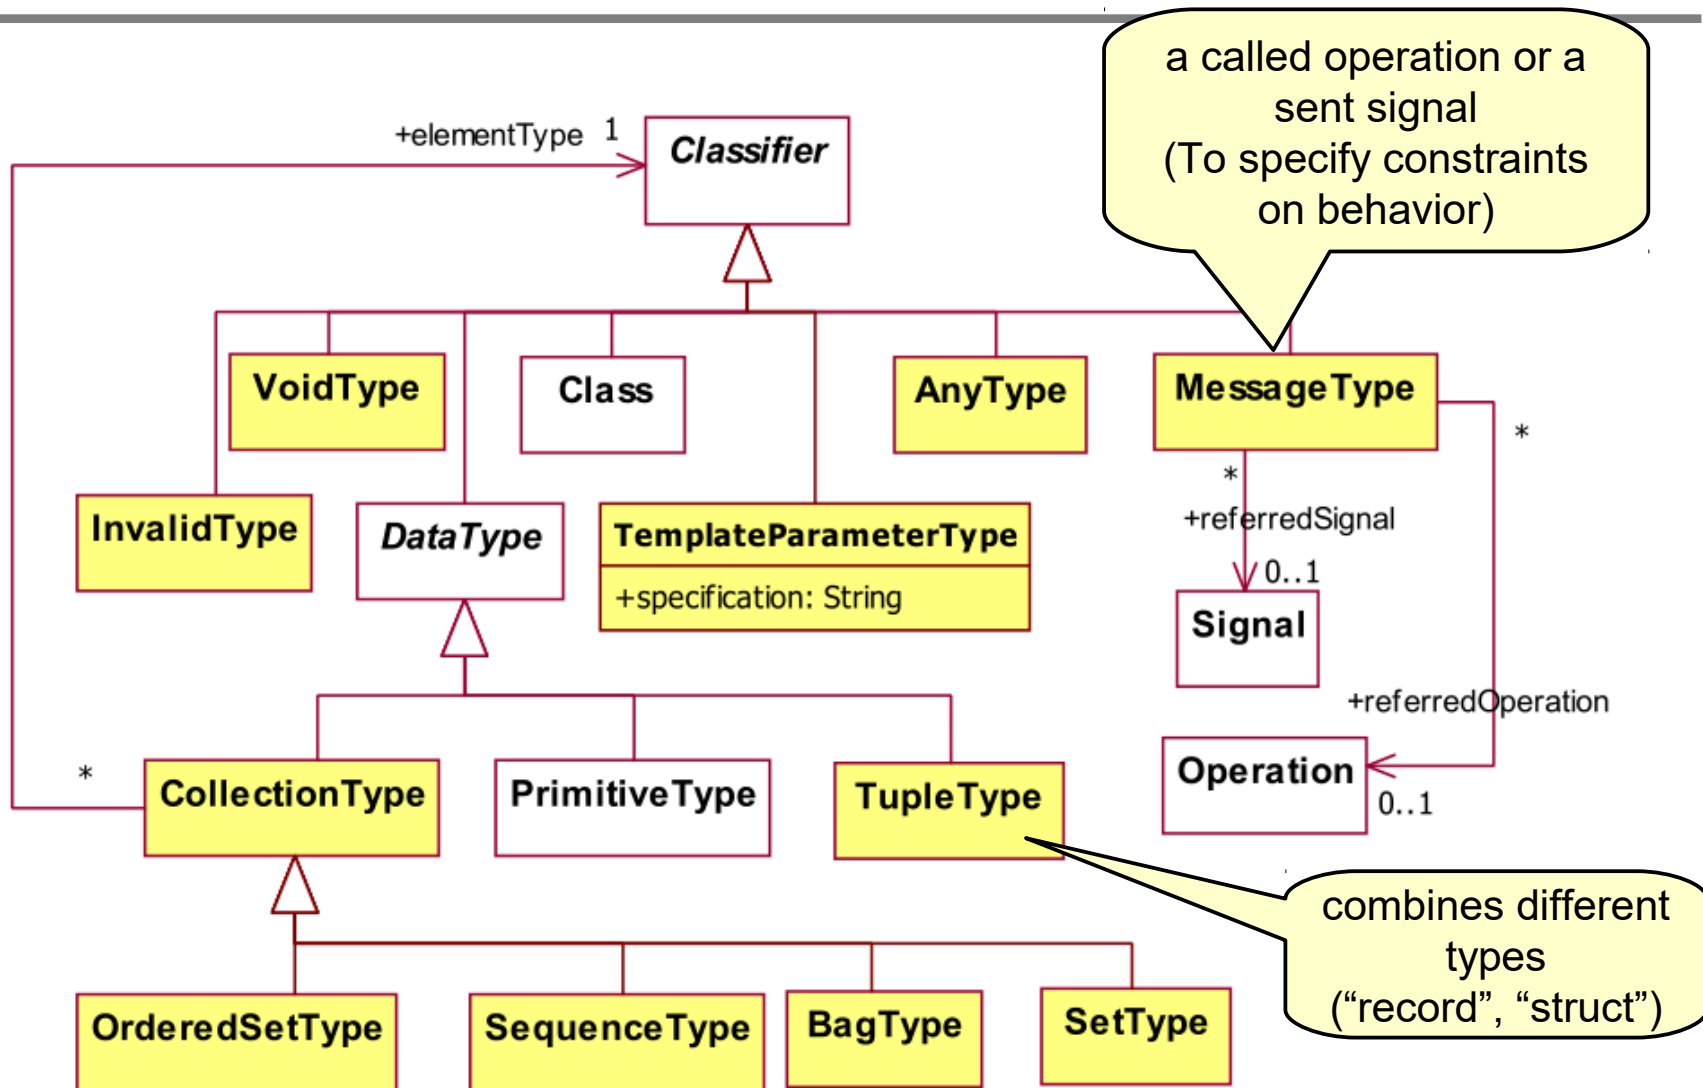 a called operation or a
sent signal
(To specify constraints
on behavior)
+elementType 1
Classifier
VoidType
Class
AnyType
MessageType
*
*
InvalidType
DataType
TemplateParameterType
+specification: String
+referredSignal
0..1
Signal
+referredOperation
*
CollectionType
PrimitiveType
TupleType
Operation
0..1
combines different
types
(“record”, “struct”)
OrderedSetType
SequenceType
BagType
SetType